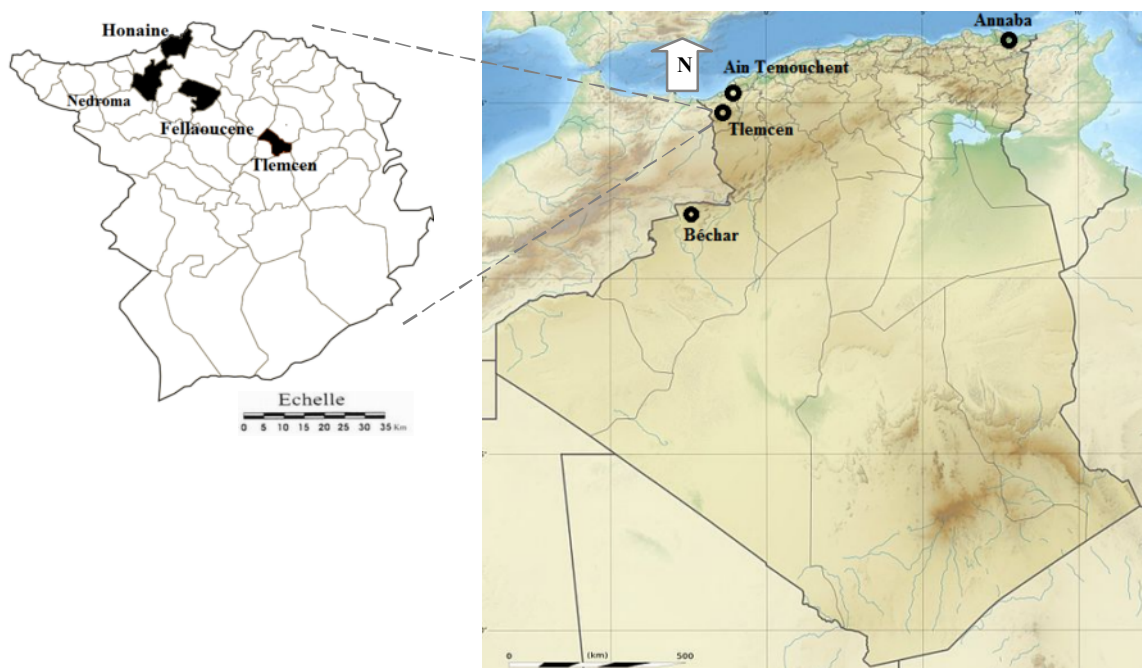 Honaine
Nedroma
Fellaoucene
Tlemcen
Echelle
0 5 10 15 20 25 30 35 Km
N
Annaba
Ain Temouchent
Tlemcen
Béchar
0 (km) 500